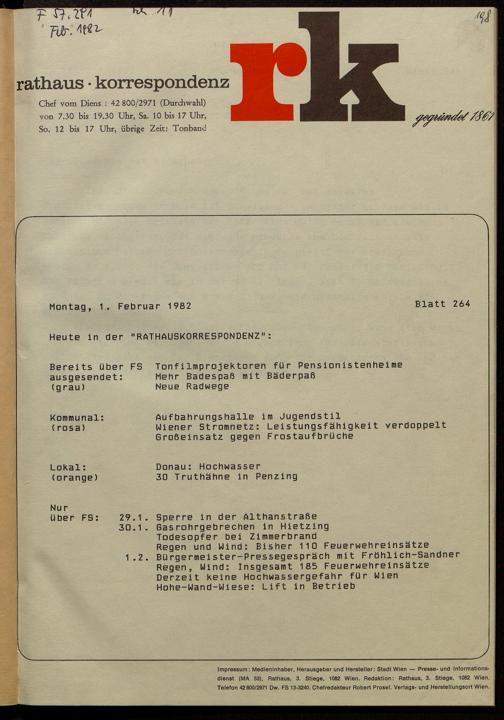 F 57.291
Feb. 1982
198
rk
rathaus · korrespondenz
Chef vom Diens : 42 800/2971 (Durchwahl)
von 7.30 bis 19.30 Uhr, Sa. 10 bis 17 Uhr,
So. 12 bis 17 Uhr, übrige Zeit: Tonband
gegründet 1861
Montag, 1. Februar 1982 Blatt 264
Heute in der "RATHAUSKORRESPONDENZ":
Bereits über FS Tonfilmprojektoren für Pensionistenheime
ausgesendet: Mehr Badespaß mit Bäderpaß
(grau) Neue Radwege
Kommunal: Aufbahrungshalle im Jugendstil
(rosa) Wiener Stromnetz: Leistungsfähigkeit verdoppelt
Großeinsatz gegen Frostaufbrüche
Lokal: Donau: Hochwasser
(orange) 30 Truthähne in Penzing
Nur
über FS: 29.1. Sperre in der Althanstraße
30.1. Gasrohrgebrechen in Hietzing
Todesopfer bei Zimmerbrand
Regen und Wind: Bisher 110 Feuerwehreinsätze
1.2. Bürgermeister-Pressegespräch mit Fröhlich-Sandner
Regen, Wind: Insgesamt 185 Feuerwehreinsätze
Derzeit keine Hochwassergefahr für Wien
Hohe-Wand-Wiese: Lift in Betrieb
Impressum: Medieninhaber, Herausgeber und Hersteller: Stadt Wien — Presse- und Informations-
dienst (MA 53), Rathaus, 3. Stiege, 1082 Wien. Redaktion: Rathaus, 3. Stiege, 1082 Wien.
Telefon 42 800/2971 Dw. FS 13-3240, Chefredakteur Robert Prosel. Verlags- und Herstellungsort Wien.